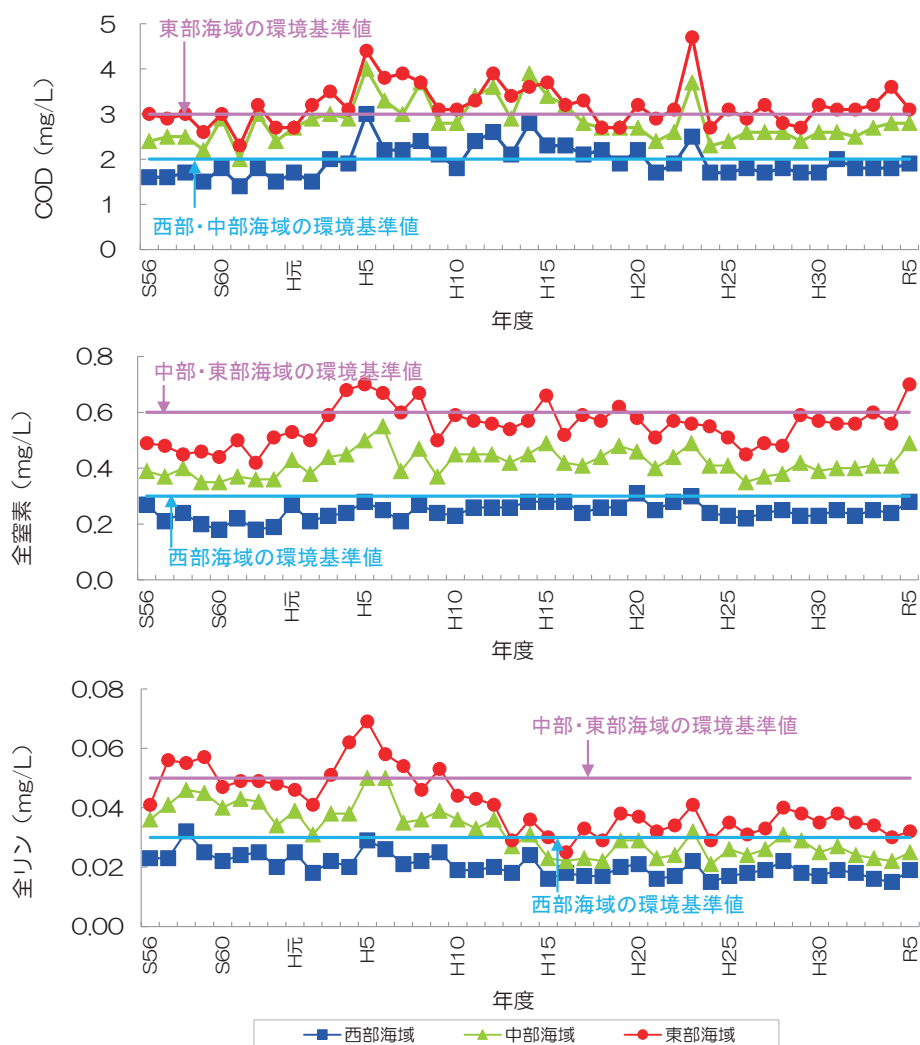 COD（mg/L）
5
4
3
2
1
0
東部海域の環境基準値
西部・中部海域の環境基準値
S56 S60 H元 H5 H10 H15 H20 H25 H30 R5
年度
全窒素（mg/L）
0.8
0.6
0.4
0.2
0.0
中部・東部海域の環境基準値
西部海域の環境基準値
S56 S60 H元 H5 H10 H15 H20 H25 H30 R5
年度
全リン（mg/L）
0.08
0.06
0.04
0.02
0.00
中部・東部海域の環境基準値
西部海域の環境基準値
S56 S60 H元 H5 H10 H15 H20 H25 H30 R5
年度
西部海域 中部海域 東部海域